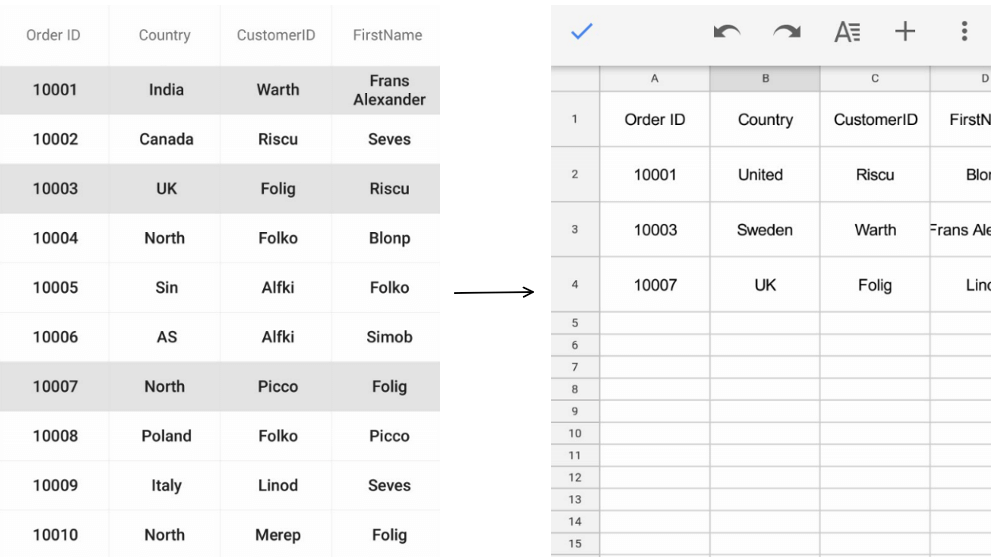 Order ID Country CustomerID FirstName
10001 India Warth Frans Alexander
10002 Canada Riscu Seves
10003 UK Folig Riscu
10004 North Folko Blonp
10005 Sin Alfki Folko
10006 AS Alfki Simob
10007 North Picco Folig
10008 Poland Folko Picco
10009 Italy Linod Seves
10010 North Merep Folig
A B C D
1 Order ID Country CustomerID FirstN
2 10001 United Riscu Blon
3 10003 Sweden Warth Frans Ale
4 10007 UK Folig Lino
5
6
7
8
9
10
11
12
13
14
15